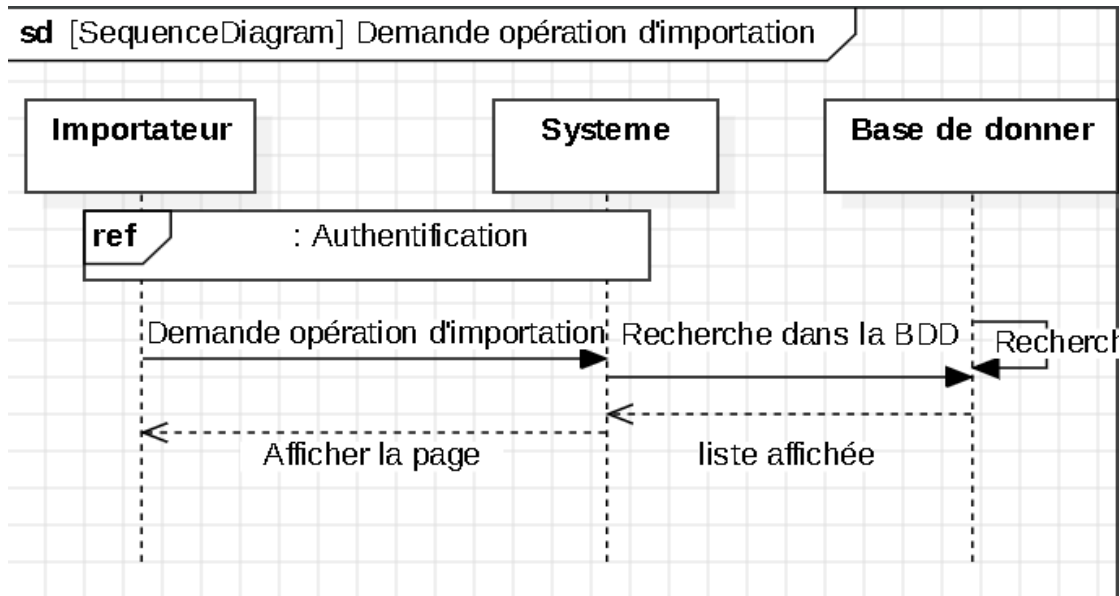 sd [SequenceDiagram] Demande opération d'importation
Importateur
Systeme
Base de donner
ref
: Authentification
Demande opération d'importation
Recherche dans la BDD
Recherch
Afficher la page
liste affichée